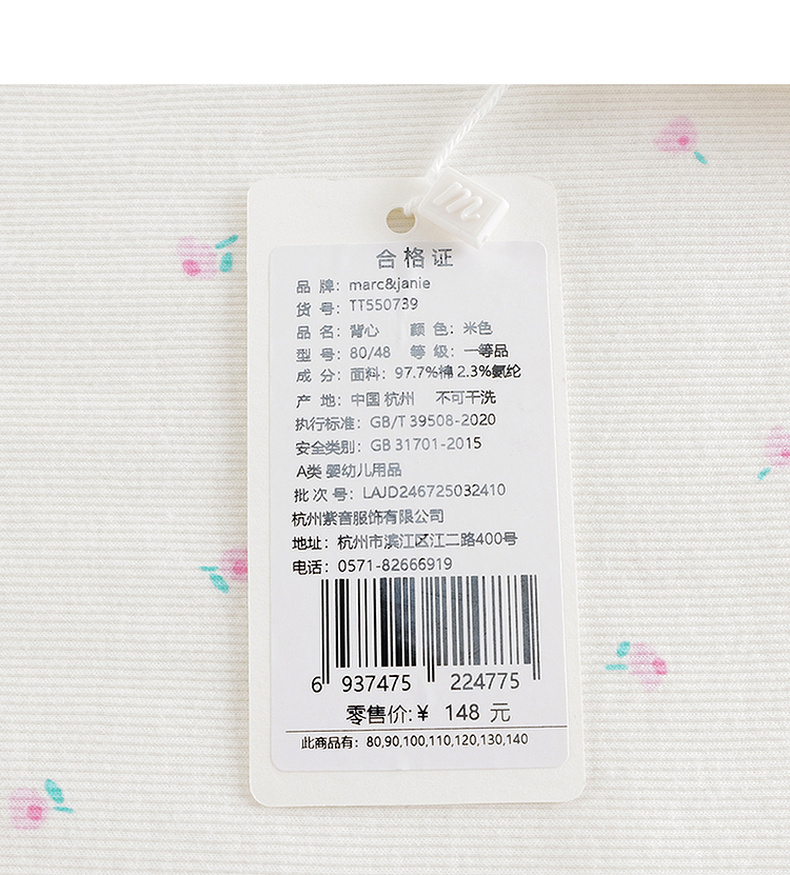 m
合格证
品 牌：marc&janie
货 号：TT550739
品 名：背心 颜 色：米色
型 号：80/48 等 级：一等品
成 分：面料：97.7%棉 2.3%氨纶
产 地：中国 杭州 不可干洗
执行标准：GB/T 39508-2020
安全类别：GB 31701-2015
A类 婴幼儿用品
批 次 号：LAJD246725032410
杭州紫音服饰有限公司
地址：杭州市滨江区江二路400号
电话：0571-82666919
6 937475 224775
零售价:￥ 148 元
此商品有：80,90,100,110,120,130,140